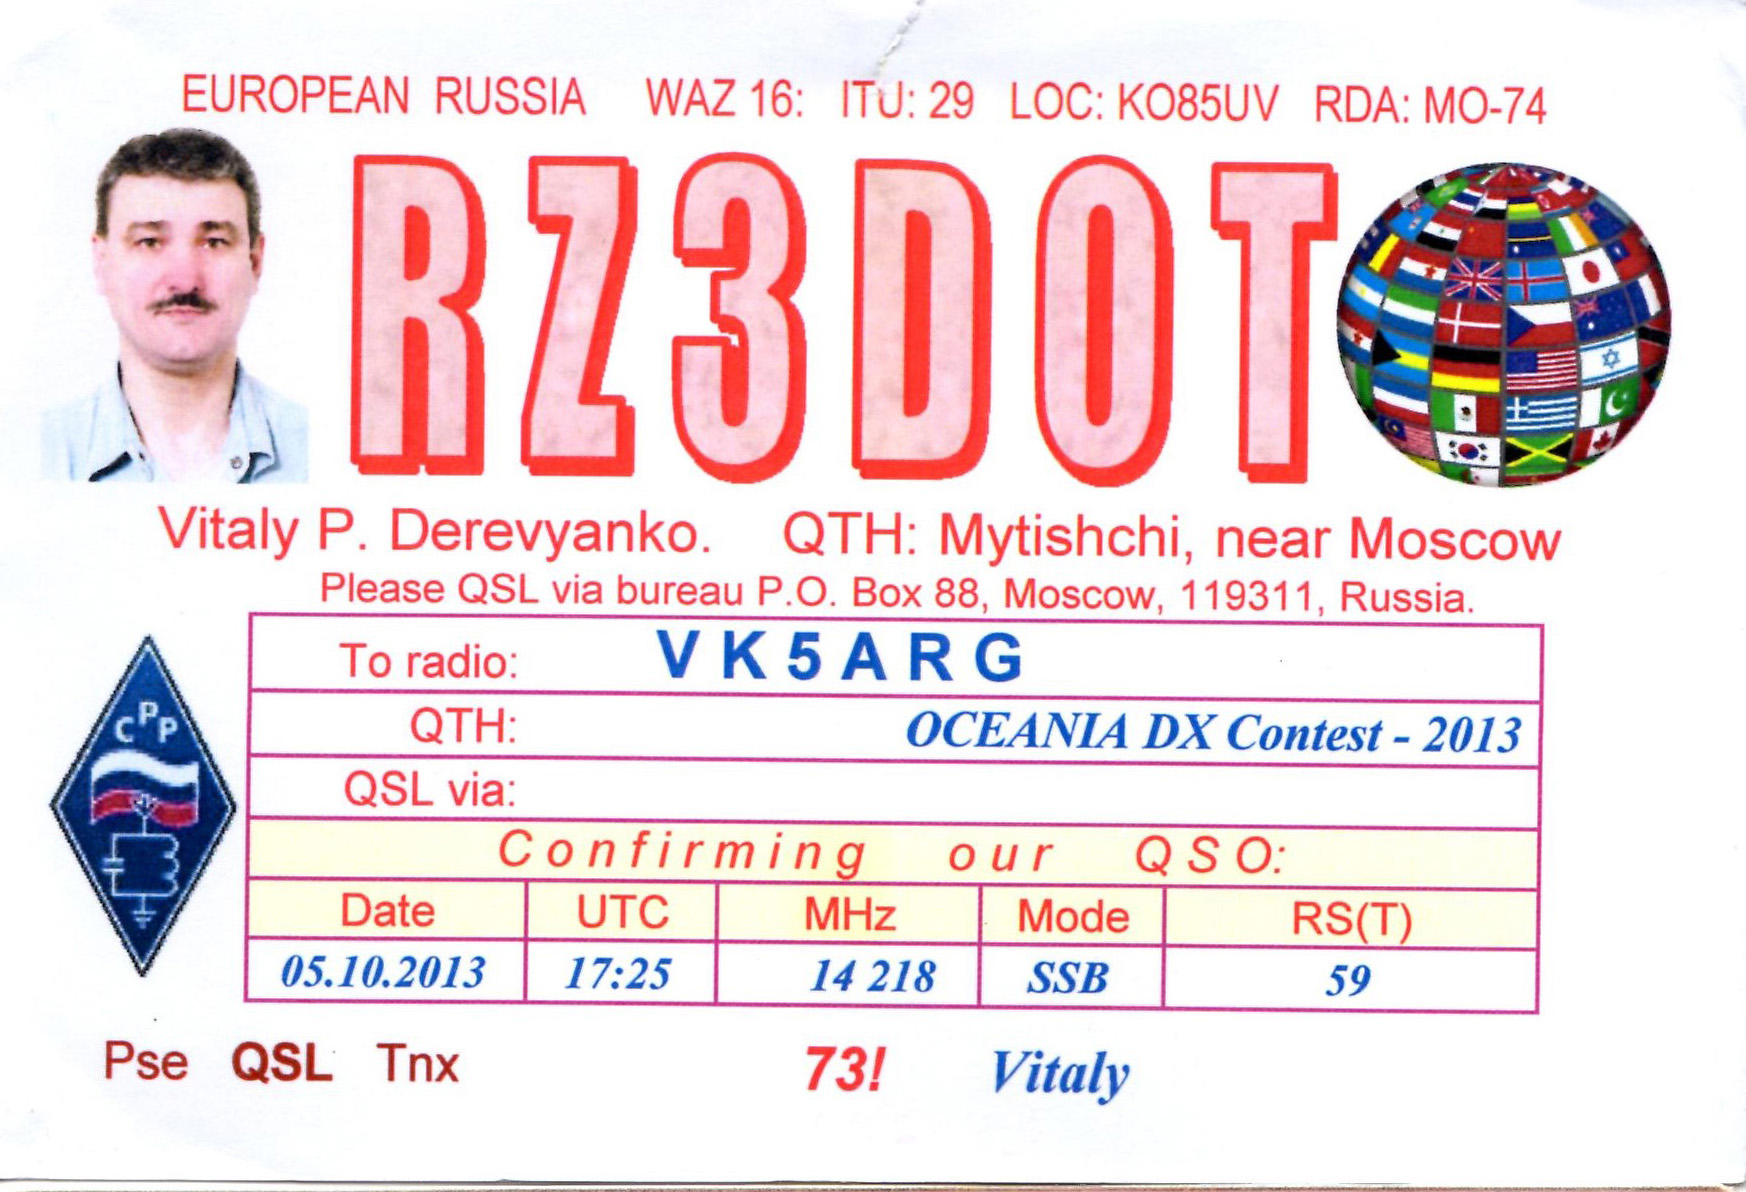 EUROPEAN RUSSIA WAZ 16: ITU: 29 LOC: KO85UV RDA: MO-74
RZ3DOT
Vitaly P. Derevyanko. QTH: Mytishchi, near Moscow
Please QSL via bureau P.O. Box 88, Moscow, 119311, Russia.
СРР
To radio: VK5ARG
QTH: OCEANIA DX Contest - 2013
QSL via:
Confirming our QSO:
Date UTC MHz Mode RS(T)
05.10.2013 17:25 14 218 SSB 59
Pse QSL Tnx 73! Vitaly